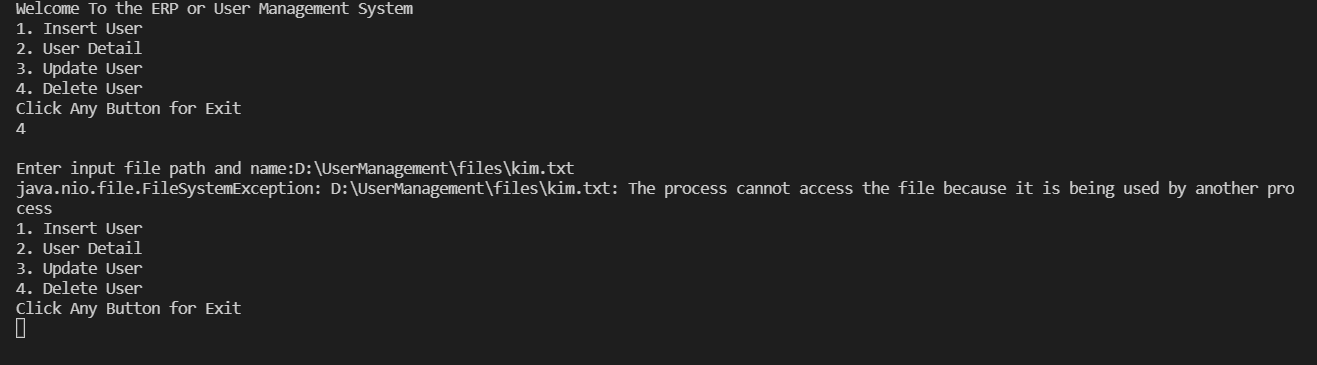 Welcome To the ERP or User Management System
1. Insert User
2. User Detail
3. Update User
4. Delete User
Click Any Button for Exit
4
Enter input file path and name:D:\UserManagement\files\kim.txt
java.nio.file.FileSystemException: D:\UserManagement\files\kim.txt: The process cannot access the file because it is being used by another pro
cess
1. Insert User
2. User Detail
3. Update User
4. Delete User
Click Any Button for Exit